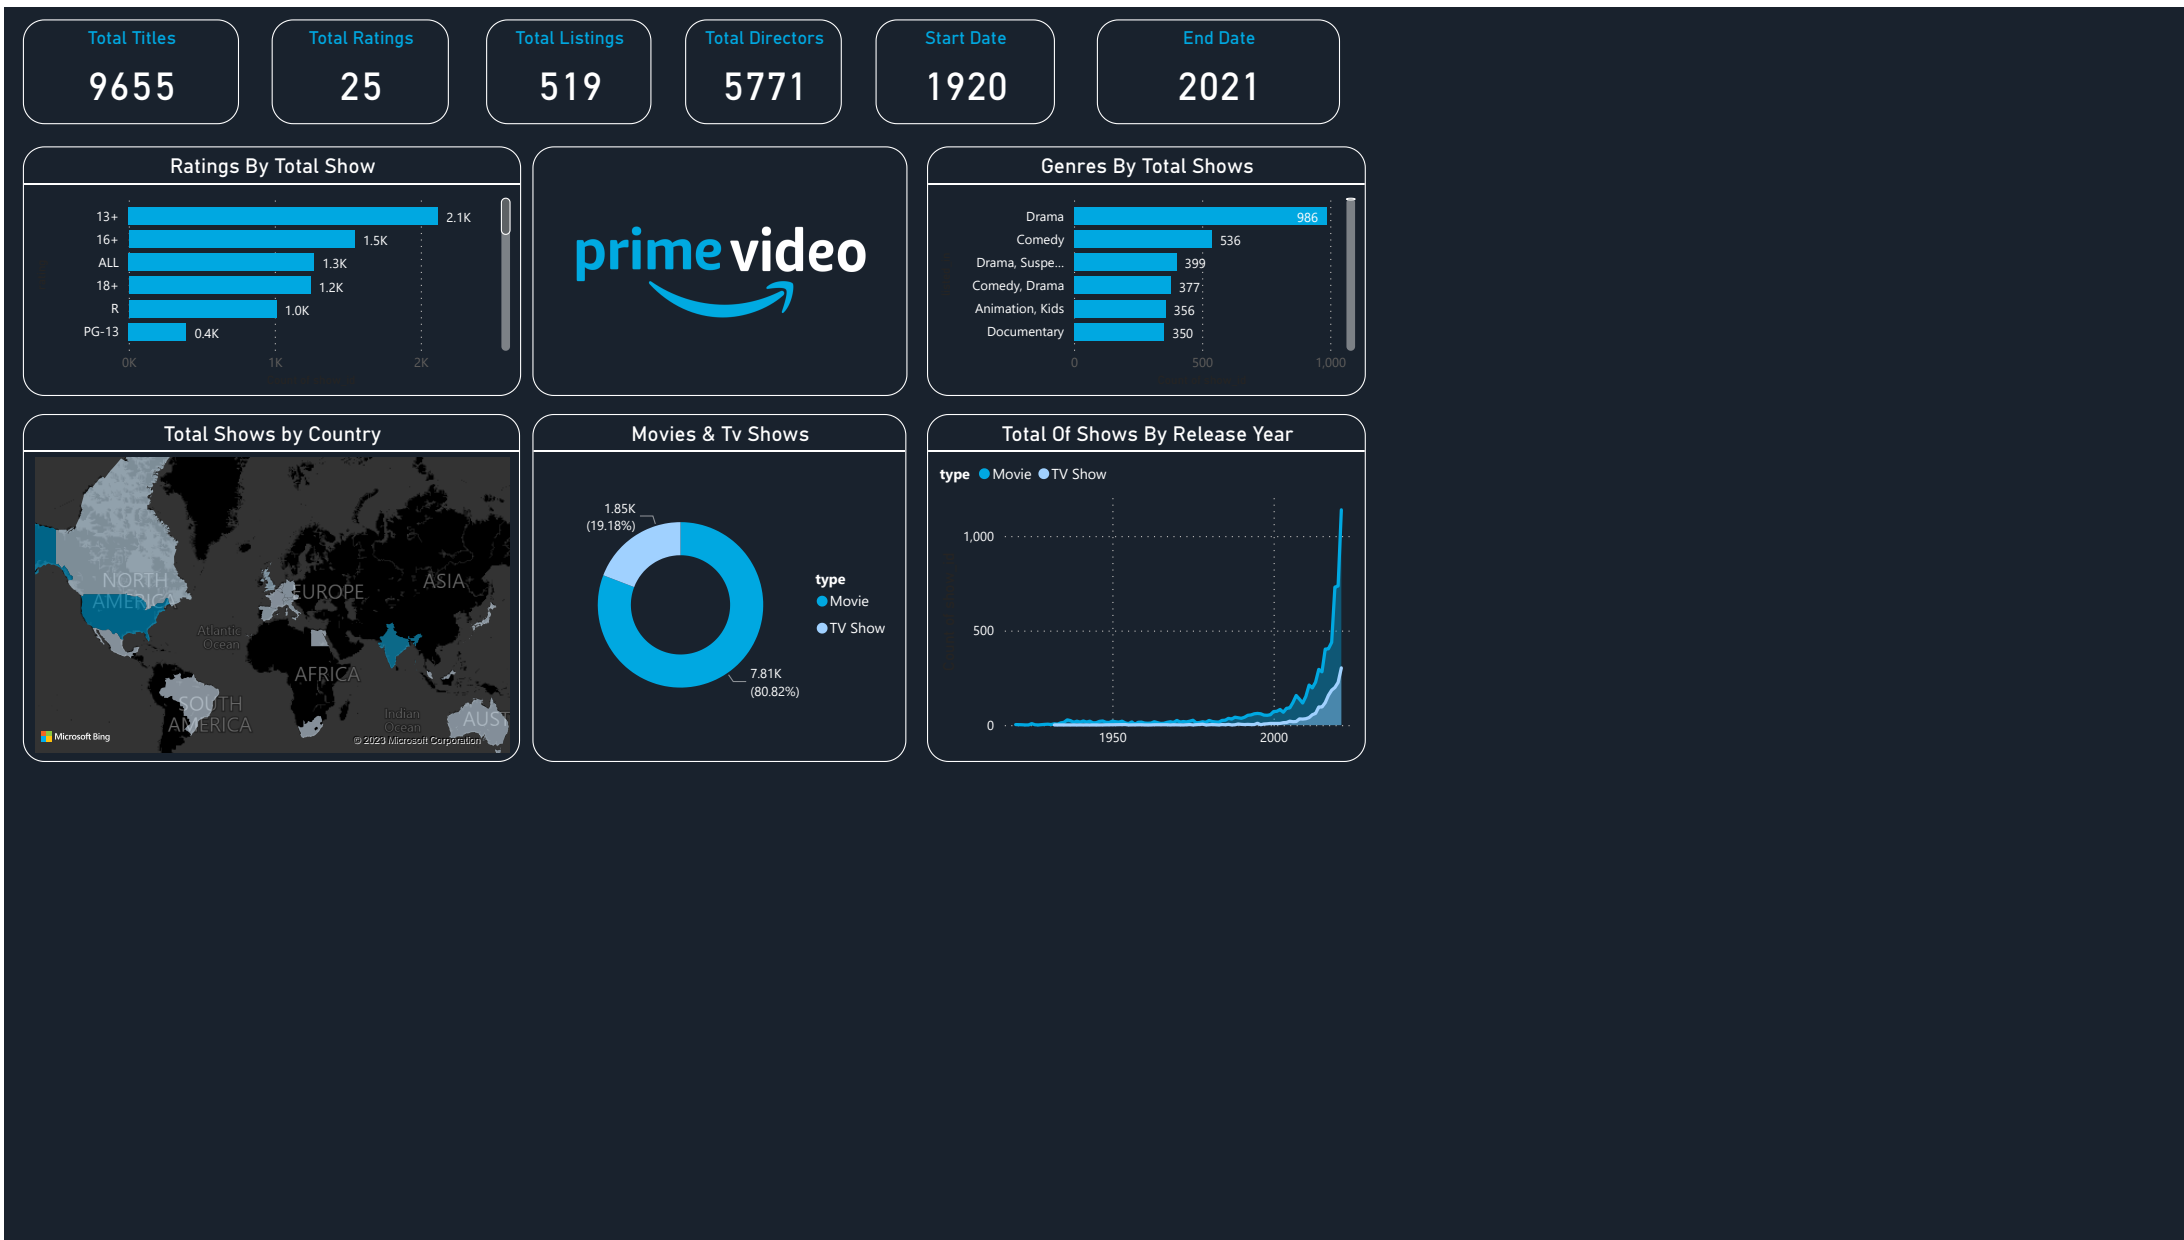 Total Titles
9655
Total Ratings
25
Total Listings
519
Total Directors
5771
Start Date
1920
End Date
2021
Ratings By Total Show
13+ 2.1K
16+ 1.5K
ALL 1.3K
18+ 1.2K
R 1.0K
PG-13 0.4K
0K 1K 2K
prime video
Genres By Total Shows
Drama 986
Comedy 536
Drama, Suspe... 399
Comedy, Drama 377
Animation, Kids 356
Documentary 350
0 500 1,000
Total Shows by Country
NORTH
AMERICA
EUROPE
ASIA
Atlantic
Ocean
AFRICA
SOUTH
AMERICA
Indian
Ocean
AUST
Microsoft Bing
© 2023 Microsoft Corporation
Movies & Tv Shows
1.85K
(19.18%)
type
Movie
TV Show
7.81K
(80.82%)
Total Of Shows By Release Year
type Movie TV Show
1,000
500
0
1950 2000